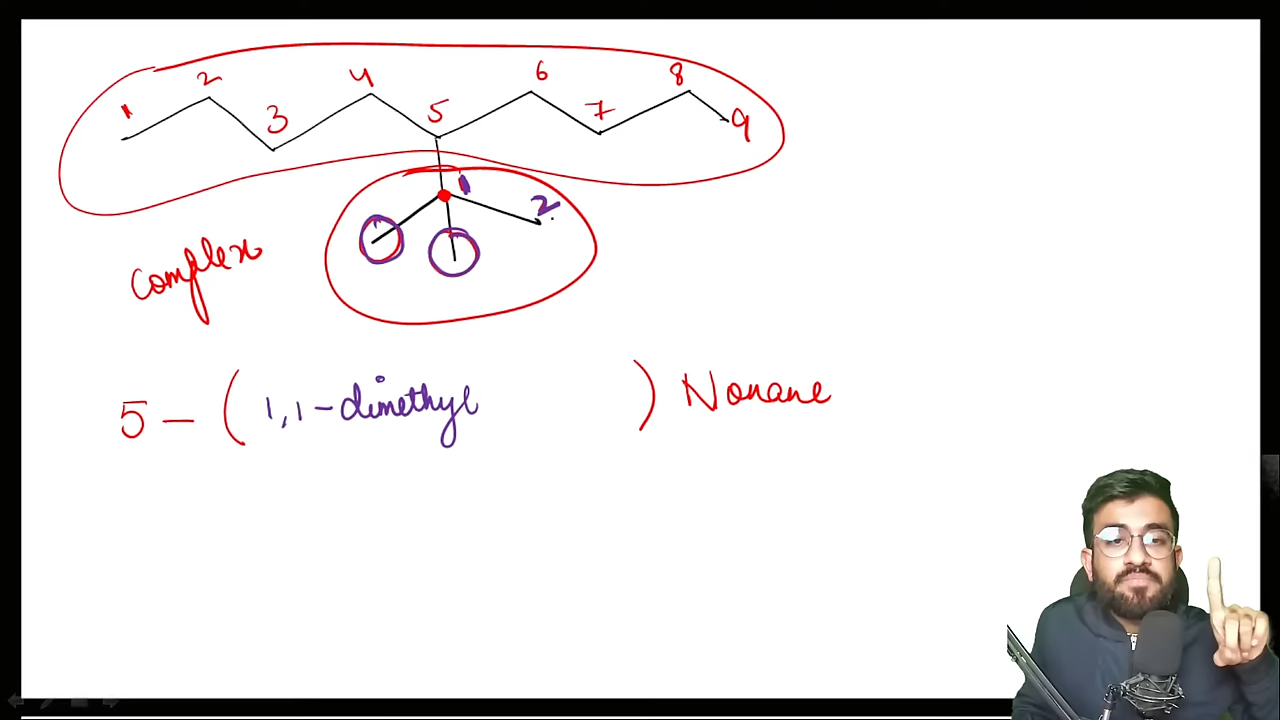 2 4 6 8
1 3 5 7 9
1
2
complex
5 - ( 1,1-dimethyl ) Nonane